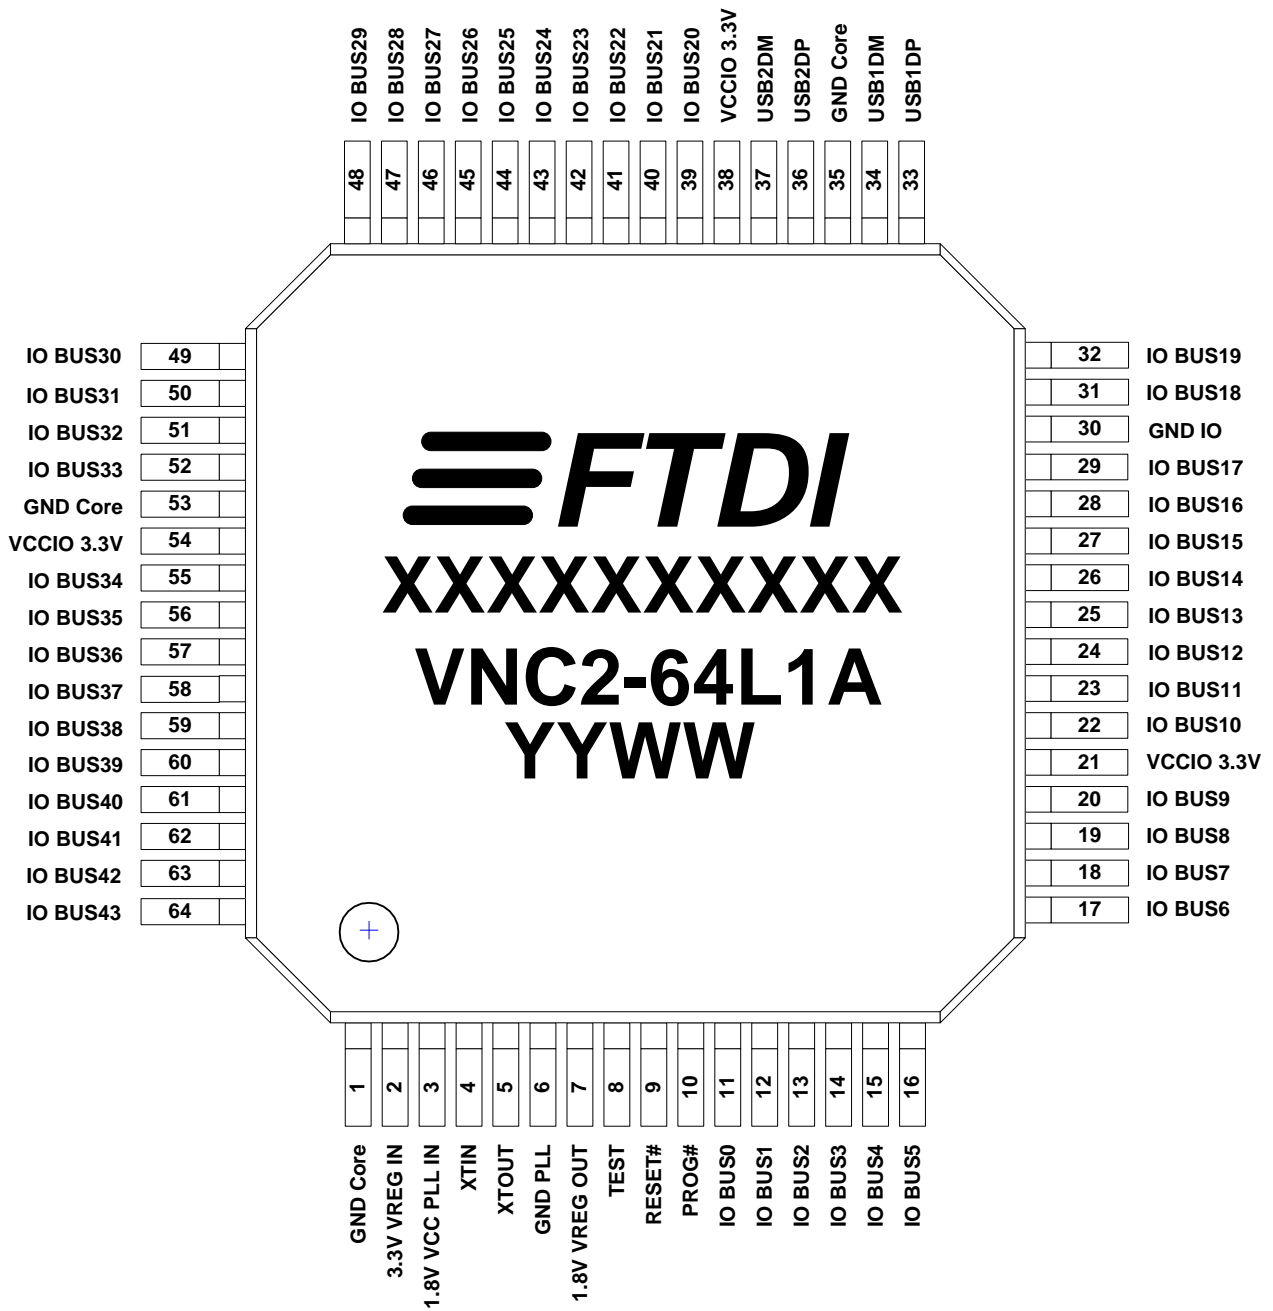 IO BUS29
IO BUS28
IO BUS27
IO BUS26
IO BUS25
IO BUS24
IO BUS23
IO BUS22
IO BUS21
IO BUS20
VCCIO 3.3V
USB2DM
USB2DP
GND Core
USB1DM
USB1DP
48
47
46
45
44
43
42
41
40
39
38
37
36
35
34
33
IO BUS30 49
IO BUS31 50
IO BUS32 51
IO BUS33 52
GND Core 53
VCCIO 3.3V 54
IO BUS34 55
IO BUS35 56
IO BUS36 57
IO BUS37 58
IO BUS38 59
IO BUS39 60
IO BUS40 61
IO BUS41 62
IO BUS42 63
IO BUS43 64
FTDI
XXXXXXXXXX
VNC2-64L1A
YYWW
32 IO BUS19
31 IO BUS18
30 GND IO
29 IO BUS17
28 IO BUS16
27 IO BUS15
26 IO BUS14
25 IO BUS13
24 IO BUS12
23 IO BUS11
22 IO BUS10
21 VCCIO 3.3V
20 IO BUS9
19 IO BUS8
18 IO BUS7
17 IO BUS6
1
2
3
4
5
6
7
8
9
10
11
12
13
14
15
16
GND Core
3.3V VREG IN
1.8V VCC PLL IN
XTIN
XTOUT
GND PLL
1.8V VREG OUT
TEST
RESET#
PROG#
IO BUS0
IO BUS1
IO BUS2
IO BUS3
IO BUS4
IO BUS5